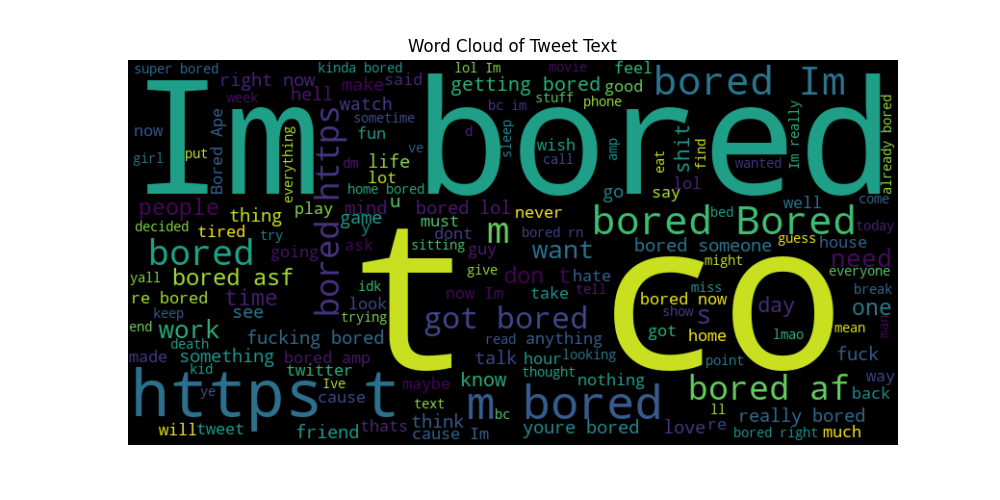 Word Cloud of Tweet Text
super bored
kinda bored
lol Im
movie
feel
right now
make
said
getting bored
good
bored Im
week
hell
watch
stuff
phone
bc im
sometime
now
Im bored
Bored Ape
everything
bored https
fun
d
sleep
wish
call
amp
eat
shit
find
wanted
Im really
already bored
girl
put
dm
ve
life
lot
home bored
go
say
lol
come
people
thing
play
mind
u
bored lol
never
well
decided
tired
try
game
y
must
dont
m
bored rn
bored Bored
bed
today
going
ask
sitting
guy
want
bored someone
guess
house
bored
t co
might
need
yall
bored asf
idk
give
don t
hate
miss
everyone
re bored
time
look
now Im
take
tell
bored now
day
break
keep
see
trying
got bored
show
s
one
end
work
got
home
lmao
mean
man
death
fucking bored
read
anything
made
something
bored amp
talk
hour
looking
point
fuck
kid
twitter
thought
nothing
way
https t
ye
Ive
cause
maybe
know
bored af
back
text
m bored
bc
ll
really bored
will
tweet
friend
thats
think
cause Im
youre bored
love
re
bored right
much